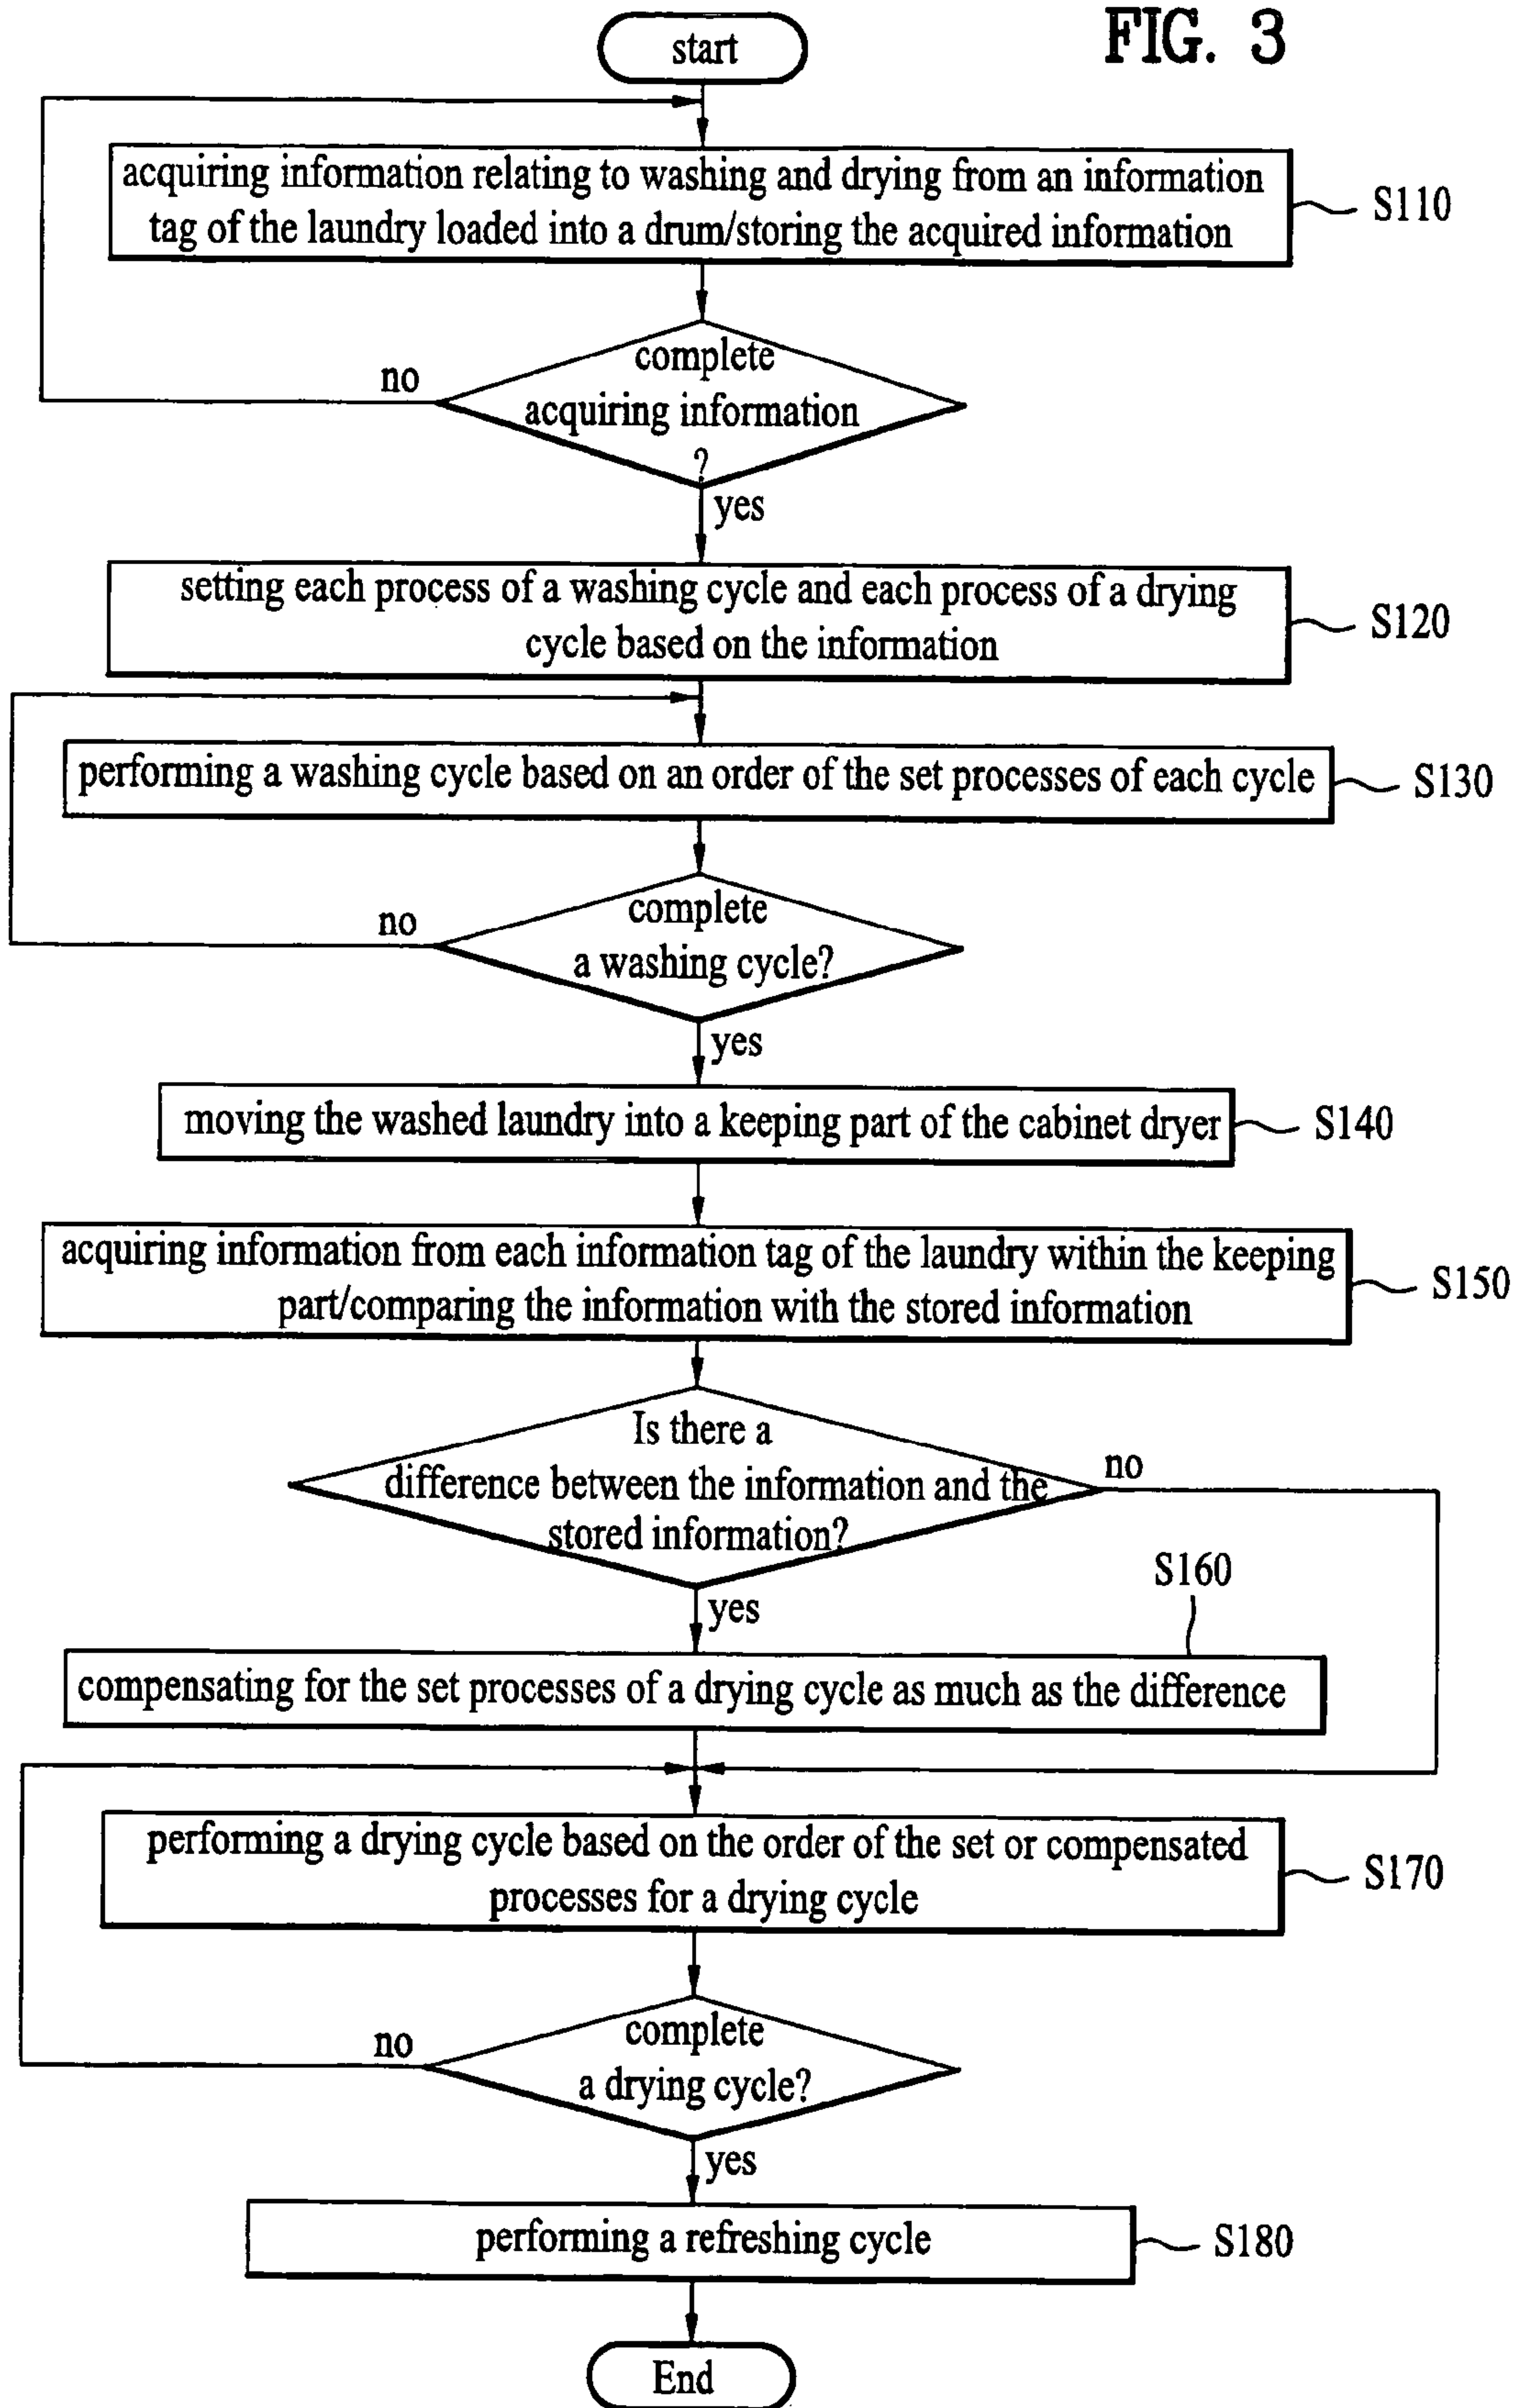 FIG. 3
start
acquiring information relating to washing and drying from an information
tag of the laundry loaded into a drum/storing the acquired information
S110
complete
acquiring information
?
no
yes
setting each process of a washing cycle and each process of a drying
cycle based on the information
S120
performing a washing cycle based on an order of the set processes of each cycle
S130
complete
a washing cycle?
no
yes
moving the washed laundry into a keeping part of the cabinet dryer
S140
acquiring information from each information tag of the laundry within the keeping
part/comparing the information with the stored information
S150
Is there a
difference between the information and the
stored information?
no
yes
S160
compensating for the set processes of a drying cycle as much as the difference
performing a drying cycle based on the order of the set or compensated
processes for a drying cycle
S170
complete
a drying cycle?
no
yes
performing a refreshing cycle
S180
End